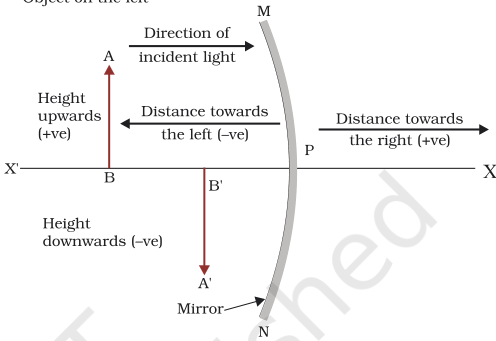 Object on the left
M
Direction of
incident light
A
Height
upwards
(+ve)
Distance towards
the left (–ve)
Distance towards
the right (+ve)
P
X'
X
B
B'
Height
downwards (–ve)
A'
Mirror
N